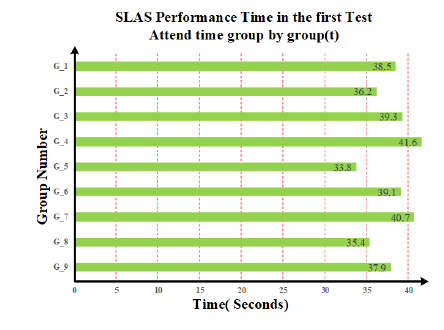 SLAS Performance Time in the first Test
Attend time group by group(t)
G_1 38.5
G_2 36.2
G_3 39.3
G_4 41.6
G_5 33.8
G_6 39.1
G_7 40.7
G_8 35.4
G_9 37.9
Group Number
0 5 10 15 20 25 30 35 40
Time( Seconds)